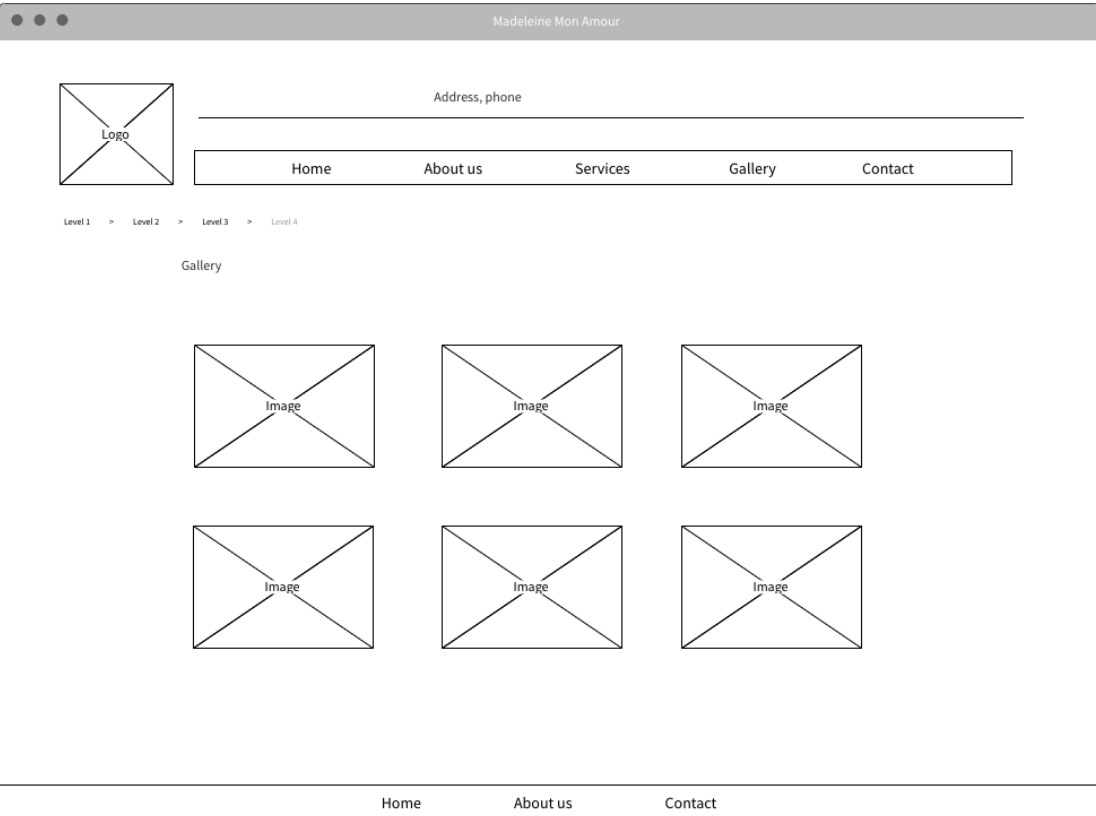 Madeleine Mon Amour
Address, phone
Logo
Home About us Services Gallery Contact
Level 1 > Level 2 > Level 3 > Level 4
Gallery
Image Image Image
Image Image Image
Home About us Contact